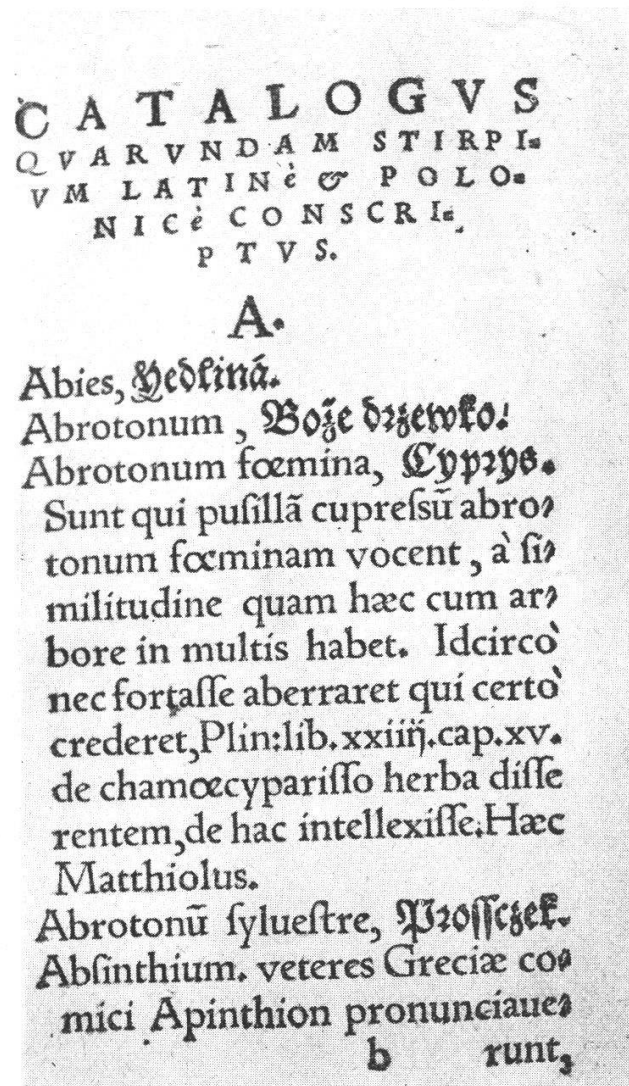 CATALOGVS
QVARVNDAM STIRPI-
VM LATINè & POLO-
NICè CONSCRI-
PTVS.
A.
Abies, Hedliná.
Abrotonum, Boże drzewko.
Abrotonum fœmina, Cyprys.
Sunt qui puſillã cupreſsũ abro-
tonum fœminam vocent, à ſi-
militudine quam hæc cum ar-
bore in multis habet. Idcircò
nec fortaſſe aberraret qui certò
crederet, Plin: lib. xxiiij. cap. xv.
de chamœcypariſſo herba diſſe
rentem, de hac intellexiſſe. Hæc
Matthiolus.
Abrotonũ ſylueſtre, Proſſczek.
Abſinthium. veteres Greciæ co-
mici Apinthion pronunciaue-
b runt,